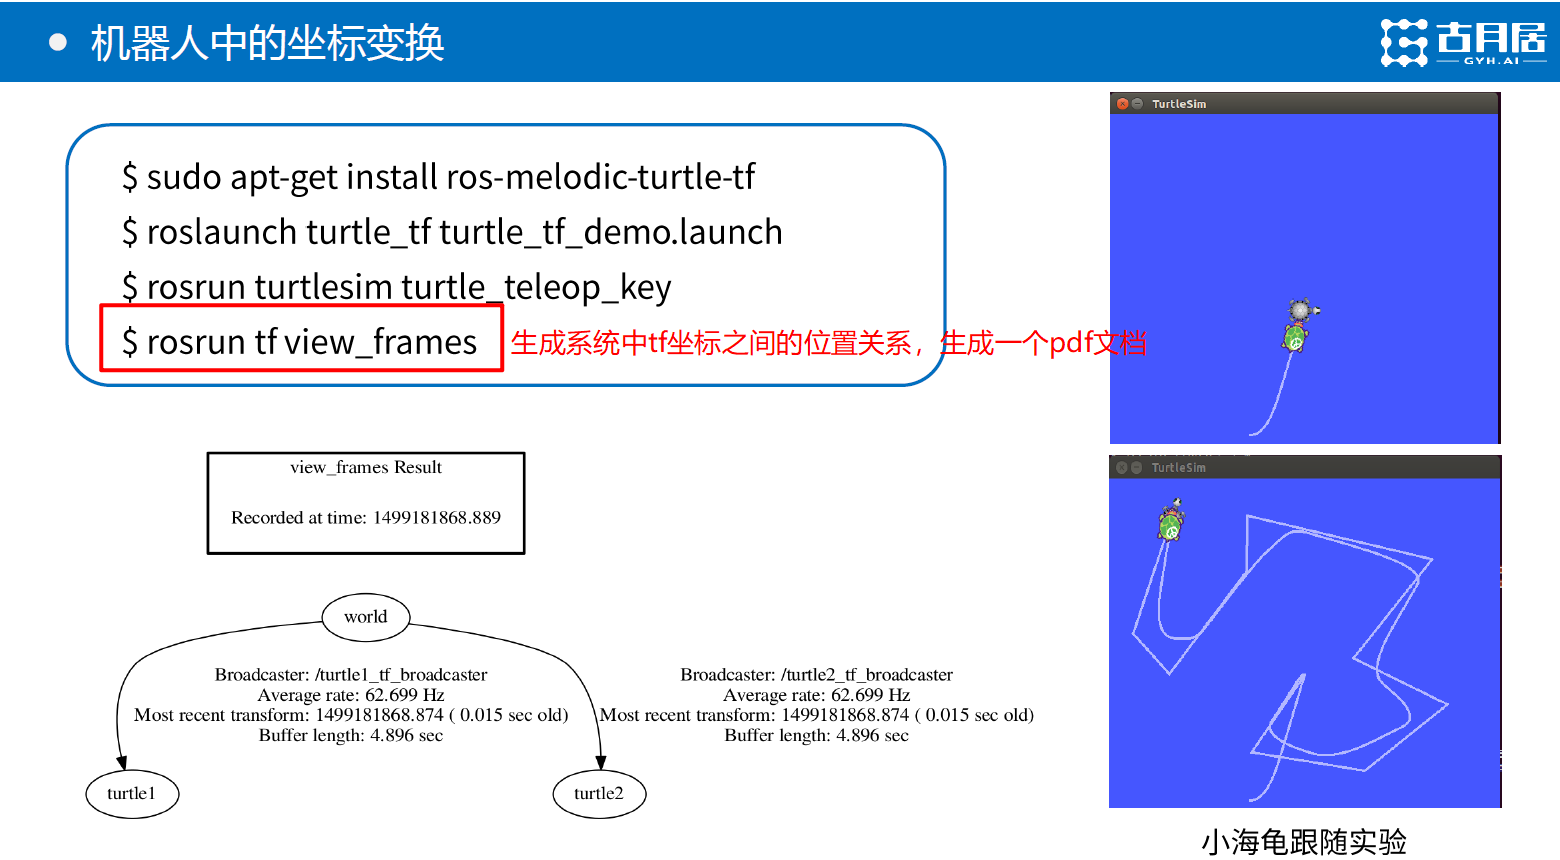 机器人中的坐标变换
古月居
GYH.AI
$ sudo apt-get install ros-melodic-turtle-tf
$ roslaunch turtle_tf turtle_tf_demo.launch
$ rosrun turtlesim turtle_teleop_key
$ rosrun tf view_frames
生成系统中tf坐标之间的位置关系，生成一个pdf文档
TurtleSim
TurtleSim
view_frames Result
Recorded at time: 1499181868.889
world
Broadcaster: /turtle1_tf_broadcaster
Average rate: 62.699 Hz
Most recent transform: 1499181868.874 ( 0.015 sec old)
Buffer length: 4.896 sec
Broadcaster: /turtle2_tf_broadcaster
Average rate: 62.699 Hz
Most recent transform: 1499181868.874 ( 0.015 sec old)
Buffer length: 4.896 sec
turtle1
turtle2
小海龟跟随实验